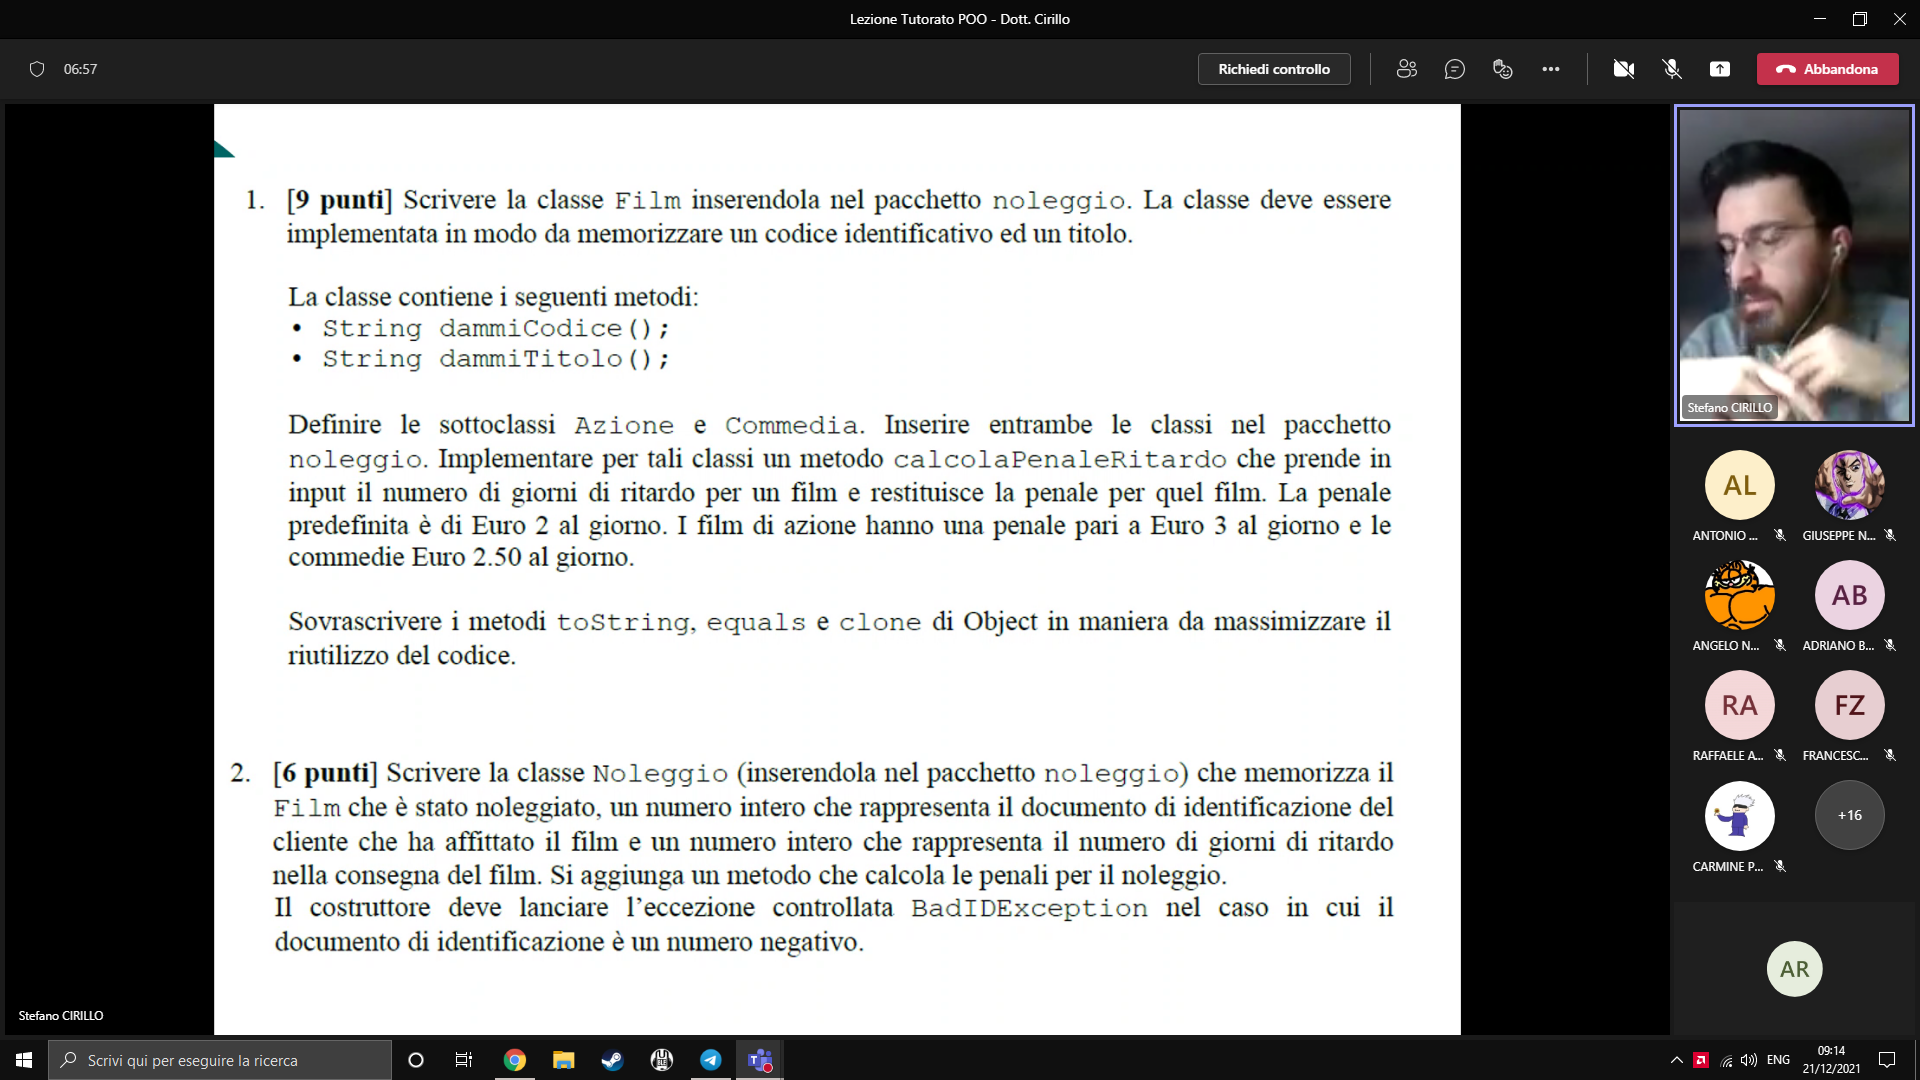 Lezione Tutorato POO - Dott. Cirillo
06:57
Richiedi controllo
Abbandona
1. [9 punti] Scrivere la classe Film inserendola nel pacchetto noleggio. La classe deve essere
implementata in modo da memorizzare un codice identificativo ed un titolo.
La classe contiene i seguenti metodi:
• String dammiCodice();
• String dammiTitolo();
Definire le sottoclassi Azione e Commedia. Inserire entrambe le classi nel pacchetto
noleggio. Implementare per tali classi un metodo calcolaPenaleRitardo che prende in
input il numero di giorni di ritardo per un film e restituisce la penale per quel film. La penale
predefinita è di Euro 2 al giorno. I film di azione hanno una penale pari a Euro 3 al giorno e le
commedie Euro 2.50 al giorno.
Sovrascrivere i metodi toString, equals e clone di Object in maniera da massimizzare il
riutilizzo del codice.
2. [6 punti] Scrivere la classe Noleggio (inserendola nel pacchetto noleggio) che memorizza il
Film che è stato noleggiato, un numero intero che rappresenta il documento di identificazione del
cliente che ha affittato il film e un numero intero che rappresenta il numero di giorni di ritardo
nella consegna del film. Si aggiunga un metodo che calcola le penali per il noleggio.
Il costruttore deve lanciare l'eccezione controllata BadIDException nel caso in cui il
documento di identificazione è un numero negativo.
Stefano CIRILLO
Stefano CIRILLO
AL
ANTONIO ...
GIUSEPPE N...
ANGELO N...
AB
ADRIANO B...
RA
RAFFAELE A...
FZ
FRANCESC...
CARMINE P...
+16
AR
Scrivi qui per eseguire la ricerca
ENG
09:14
21/12/2021